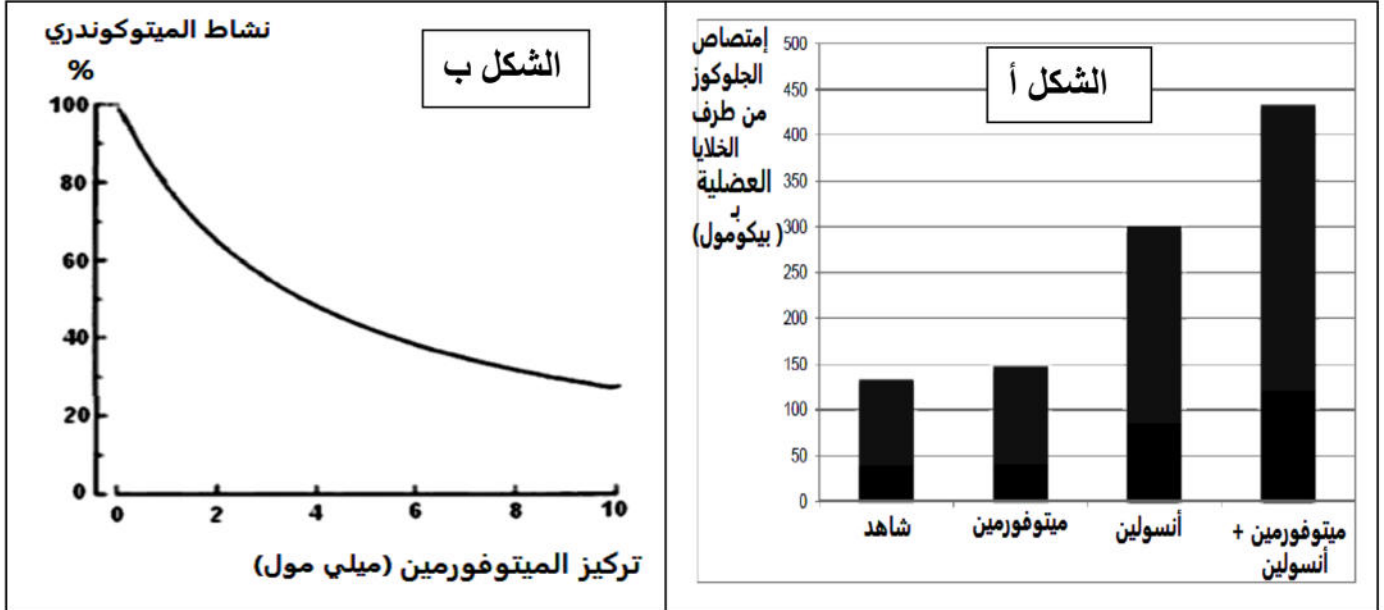 إمتصاص
الجلوكوز
من طرف
الخلايا
العضلية
بـ
(بيكومول)
الشكل أ
500
450
400
350
300
250
200
150
100
50
0
شاهد
ميتوفورمين
أنسولين
ميتوفورمين +
أنسولين
نشاط الميتوكوندري
%
الشكل ب
100
80
60
40
20
0
0 2 4 6 8 10
تركيز الميتوفورمين (ميلي مول)